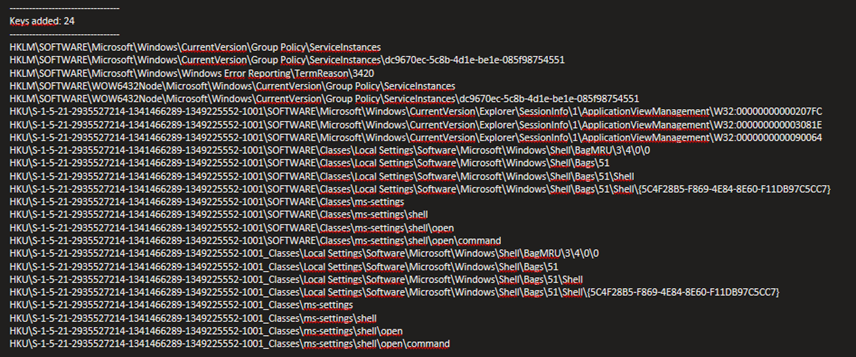 ----------------------------------
Keys added: 24
----------------------------------
HKLM\SOFTWARE\Microsoft\Windows\CurrentVersion\Group Policy\ServiceInstances
HKLM\SOFTWARE\Microsoft\Windows\CurrentVersion\Group Policy\ServiceInstances\dc9670ec-5c8b-4d1e-be1e-085f98754551
HKLM\SOFTWARE\Microsoft\Windows\Windows Error Reporting\TermReason\3420
HKLM\SOFTWARE\WOW6432Node\Microsoft\Windows\CurrentVersion\Group Policy\ServiceInstances
HKLM\SOFTWARE\WOW6432Node\Microsoft\Windows\CurrentVersion\Group Policy\ServiceInstances\dc9670ec-5c8b-4d1e-be1e-085f98754551
HKU\S-1-5-21-2935527214-1341466289-1349225552-1001\SOFTWARE\Microsoft\Windows\CurrentVersion\Explorer\SessionInfo\1\ApplicationViewManagement\W32:00000000000207FC
HKU\S-1-5-21-2935527214-1341466289-1349225552-1001\SOFTWARE\Microsoft\Windows\CurrentVersion\Explorer\SessionInfo\1\ApplicationViewManagement\W32:000000000003081E
HKU\S-1-5-21-2935527214-1341466289-1349225552-1001\SOFTWARE\Microsoft\Windows\CurrentVersion\Explorer\SessionInfo\1\ApplicationViewManagement\W32:0000000000090064
HKU\S-1-5-21-2935527214-1341466289-1349225552-1001\SOFTWARE\Classes\Local Settings\Software\Microsoft\Windows\Shell\BagMRU\3\4\0\0
HKU\S-1-5-21-2935527214-1341466289-1349225552-1001\SOFTWARE\Classes\Local Settings\Software\Microsoft\Windows\Shell\Bags\51
HKU\S-1-5-21-2935527214-1341466289-1349225552-1001\SOFTWARE\Classes\Local Settings\Software\Microsoft\Windows\Shell\Bags\51\Shell
HKU\S-1-5-21-2935527214-1341466289-1349225552-1001\SOFTWARE\Classes\Local Settings\Software\Microsoft\Windows\Shell\Bags\51\Shell\{5C4F28B5-F869-4E84-8E60-F11DB97C5CC7}
HKU\S-1-5-21-2935527214-1341466289-1349225552-1001\SOFTWARE\Classes\ms-settings
HKU\S-1-5-21-2935527214-1341466289-1349225552-1001\SOFTWARE\Classes\ms-settings\shell
HKU\S-1-5-21-2935527214-1341466289-1349225552-1001\SOFTWARE\Classes\ms-settings\shell\open
HKU\S-1-5-21-2935527214-1341466289-1349225552-1001\SOFTWARE\Classes\ms-settings\shell\open\command
HKU\S-1-5-21-2935527214-1341466289-1349225552-1001_Classes\Local Settings\Software\Microsoft\Windows\Shell\BagMRU\3\4\0\0
HKU\S-1-5-21-2935527214-1341466289-1349225552-1001_Classes\Local Settings\Software\Microsoft\Windows\Shell\Bags\51
HKU\S-1-5-21-2935527214-1341466289-1349225552-1001_Classes\Local Settings\Software\Microsoft\Windows\Shell\Bags\51\Shell
HKU\S-1-5-21-2935527214-1341466289-1349225552-1001_Classes\Local Settings\Software\Microsoft\Windows\Shell\Bags\51\Shell\{5C4F28B5-F869-4E84-8E60-F11DB97C5CC7}
HKU\S-1-5-21-2935527214-1341466289-1349225552-1001_Classes\ms-settings
HKU\S-1-5-21-2935527214-1341466289-1349225552-1001_Classes\ms-settings\shell
HKU\S-1-5-21-2935527214-1341466289-1349225552-1001_Classes\ms-settings\shell\open
HKU\S-1-5-21-2935527214-1341466289-1349225552-1001_Classes\ms-settings\shell\open\command